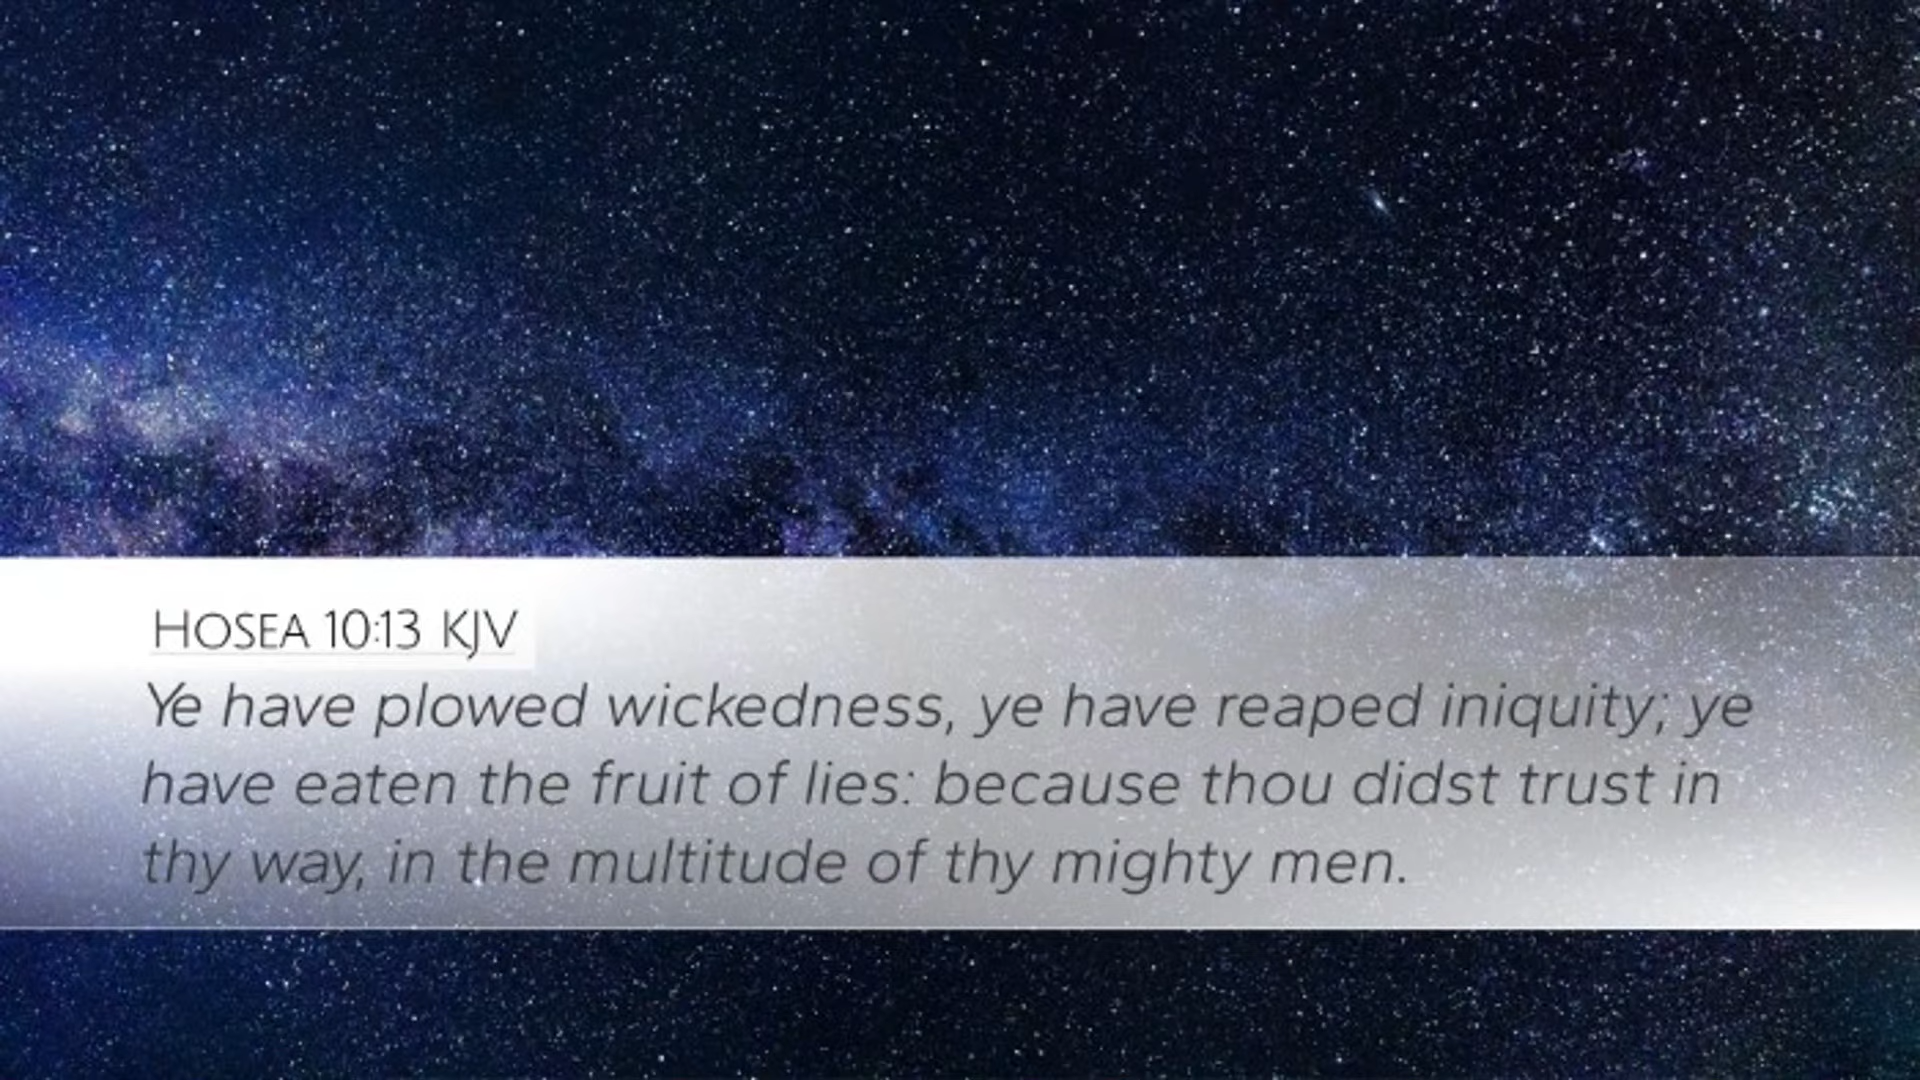 HOSEA 10:13 KJV
Ye have plowed wickedness, ye have reaped iniquity; ye
have eaten the fruit of lies: because thou didst trust in
thy way, in the multitude of thy mighty men.